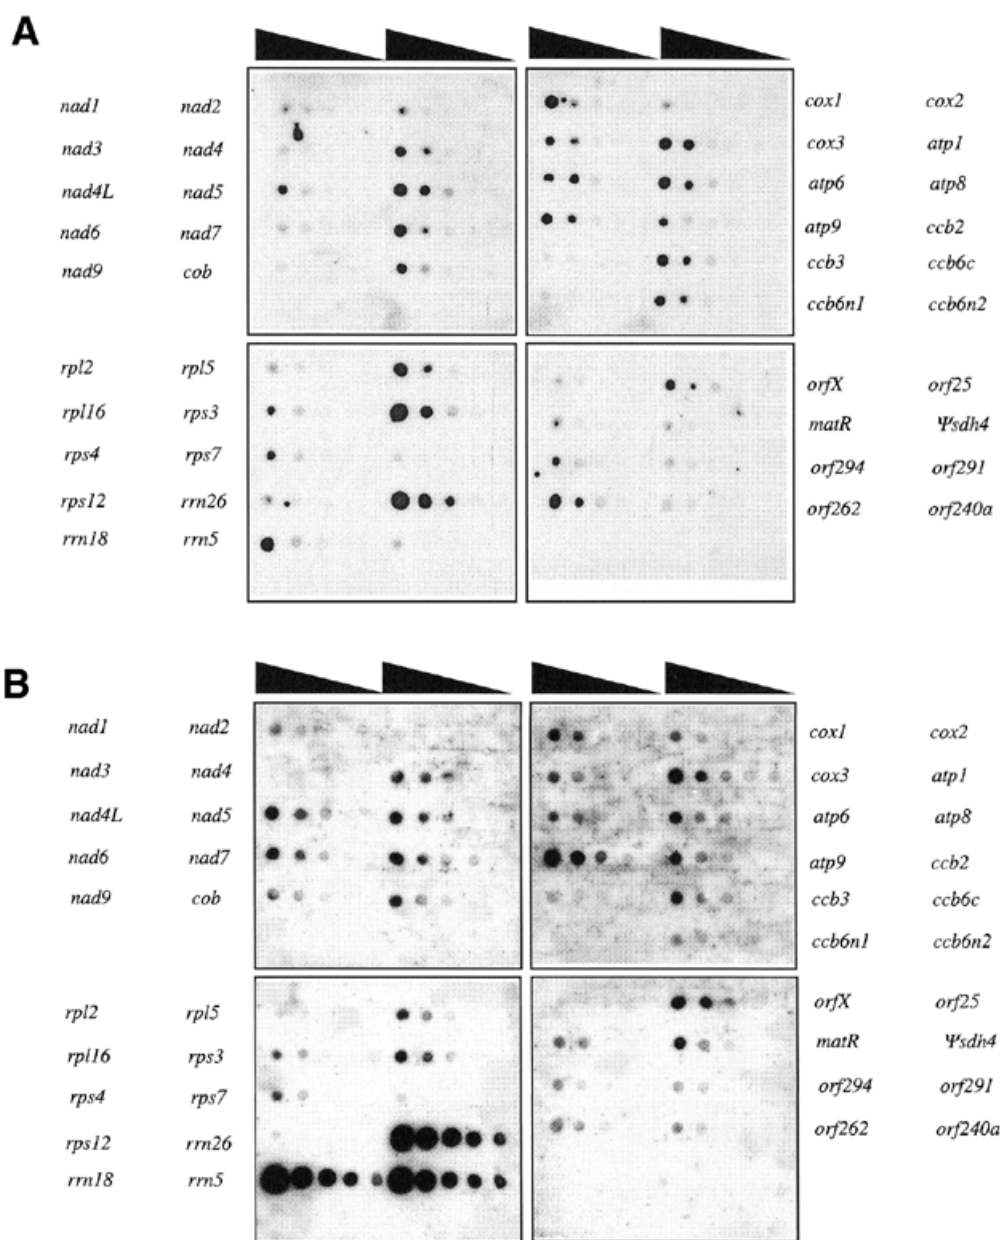 A
nad1 nad2 cox1 cox2
nad3 nad4 cox3 atp1
nad4L nad5 atp6 atp8
nad6 nad7 atp9 ccb2
nad9 cob ccb3 ccb6c
ccb6n1 ccb6n2
rpl2 rpl5 orfX orf25
rpl16 rps3 matR Ψsdh4
rps4 rps7 orf294 orf291
rps12 rrn26 orf262 orf240a
rrn18 rrn5
B
nad1 nad2 cox1 cox2
nad3 nad4 cox3 atp1
nad4L nad5 atp6 atp8
nad6 nad7 atp9 ccb2
nad9 cob ccb3 ccb6c
ccb6n1 ccb6n2
rpl2 rpl5 orfX orf25
rpl16 rps3 matR Ψsdh4
rps4 rps7 orf294 orf291
rps12 rrn26 orf262 orf240a
rrn18 rrn5